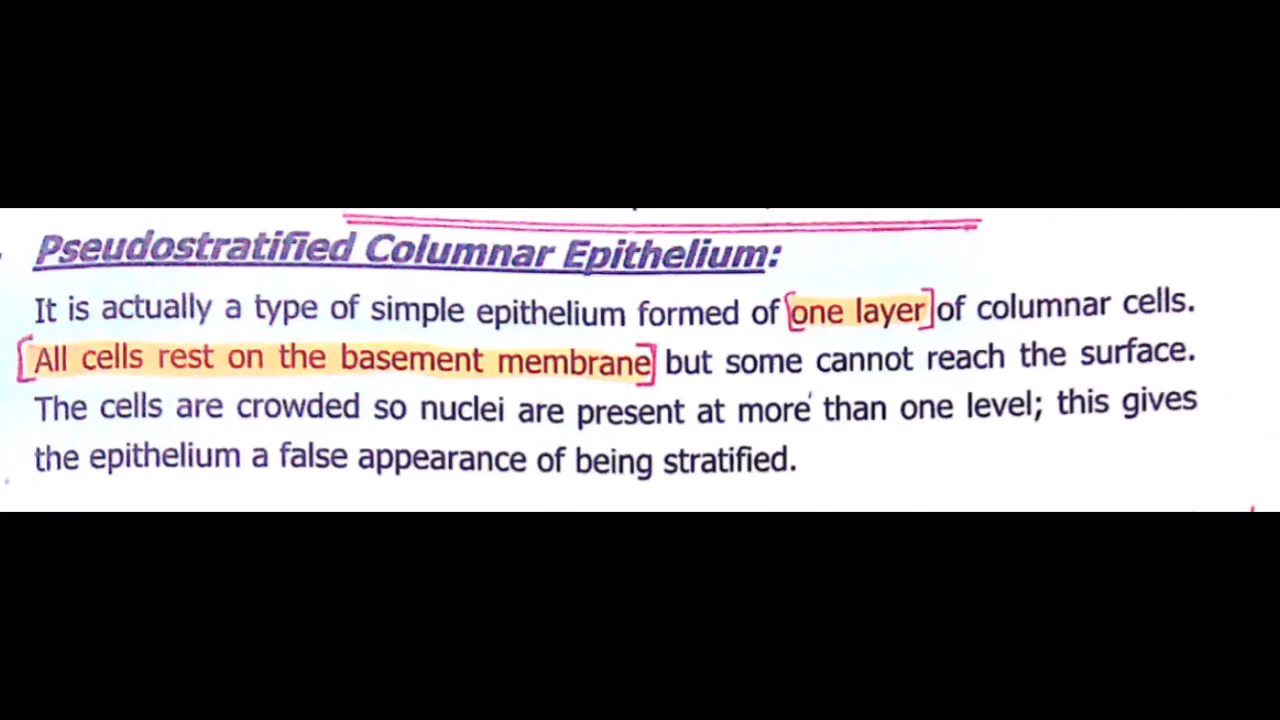 Pseudostratified Columnar Epithelium:
It is actually a type of simple epithelium formed of [one layer] of columnar cells.
[All cells rest on the basement membrane] but some cannot reach the surface.
The cells are crowded so nuclei are present at more than one level; this gives
the epithelium a false appearance of being stratified.